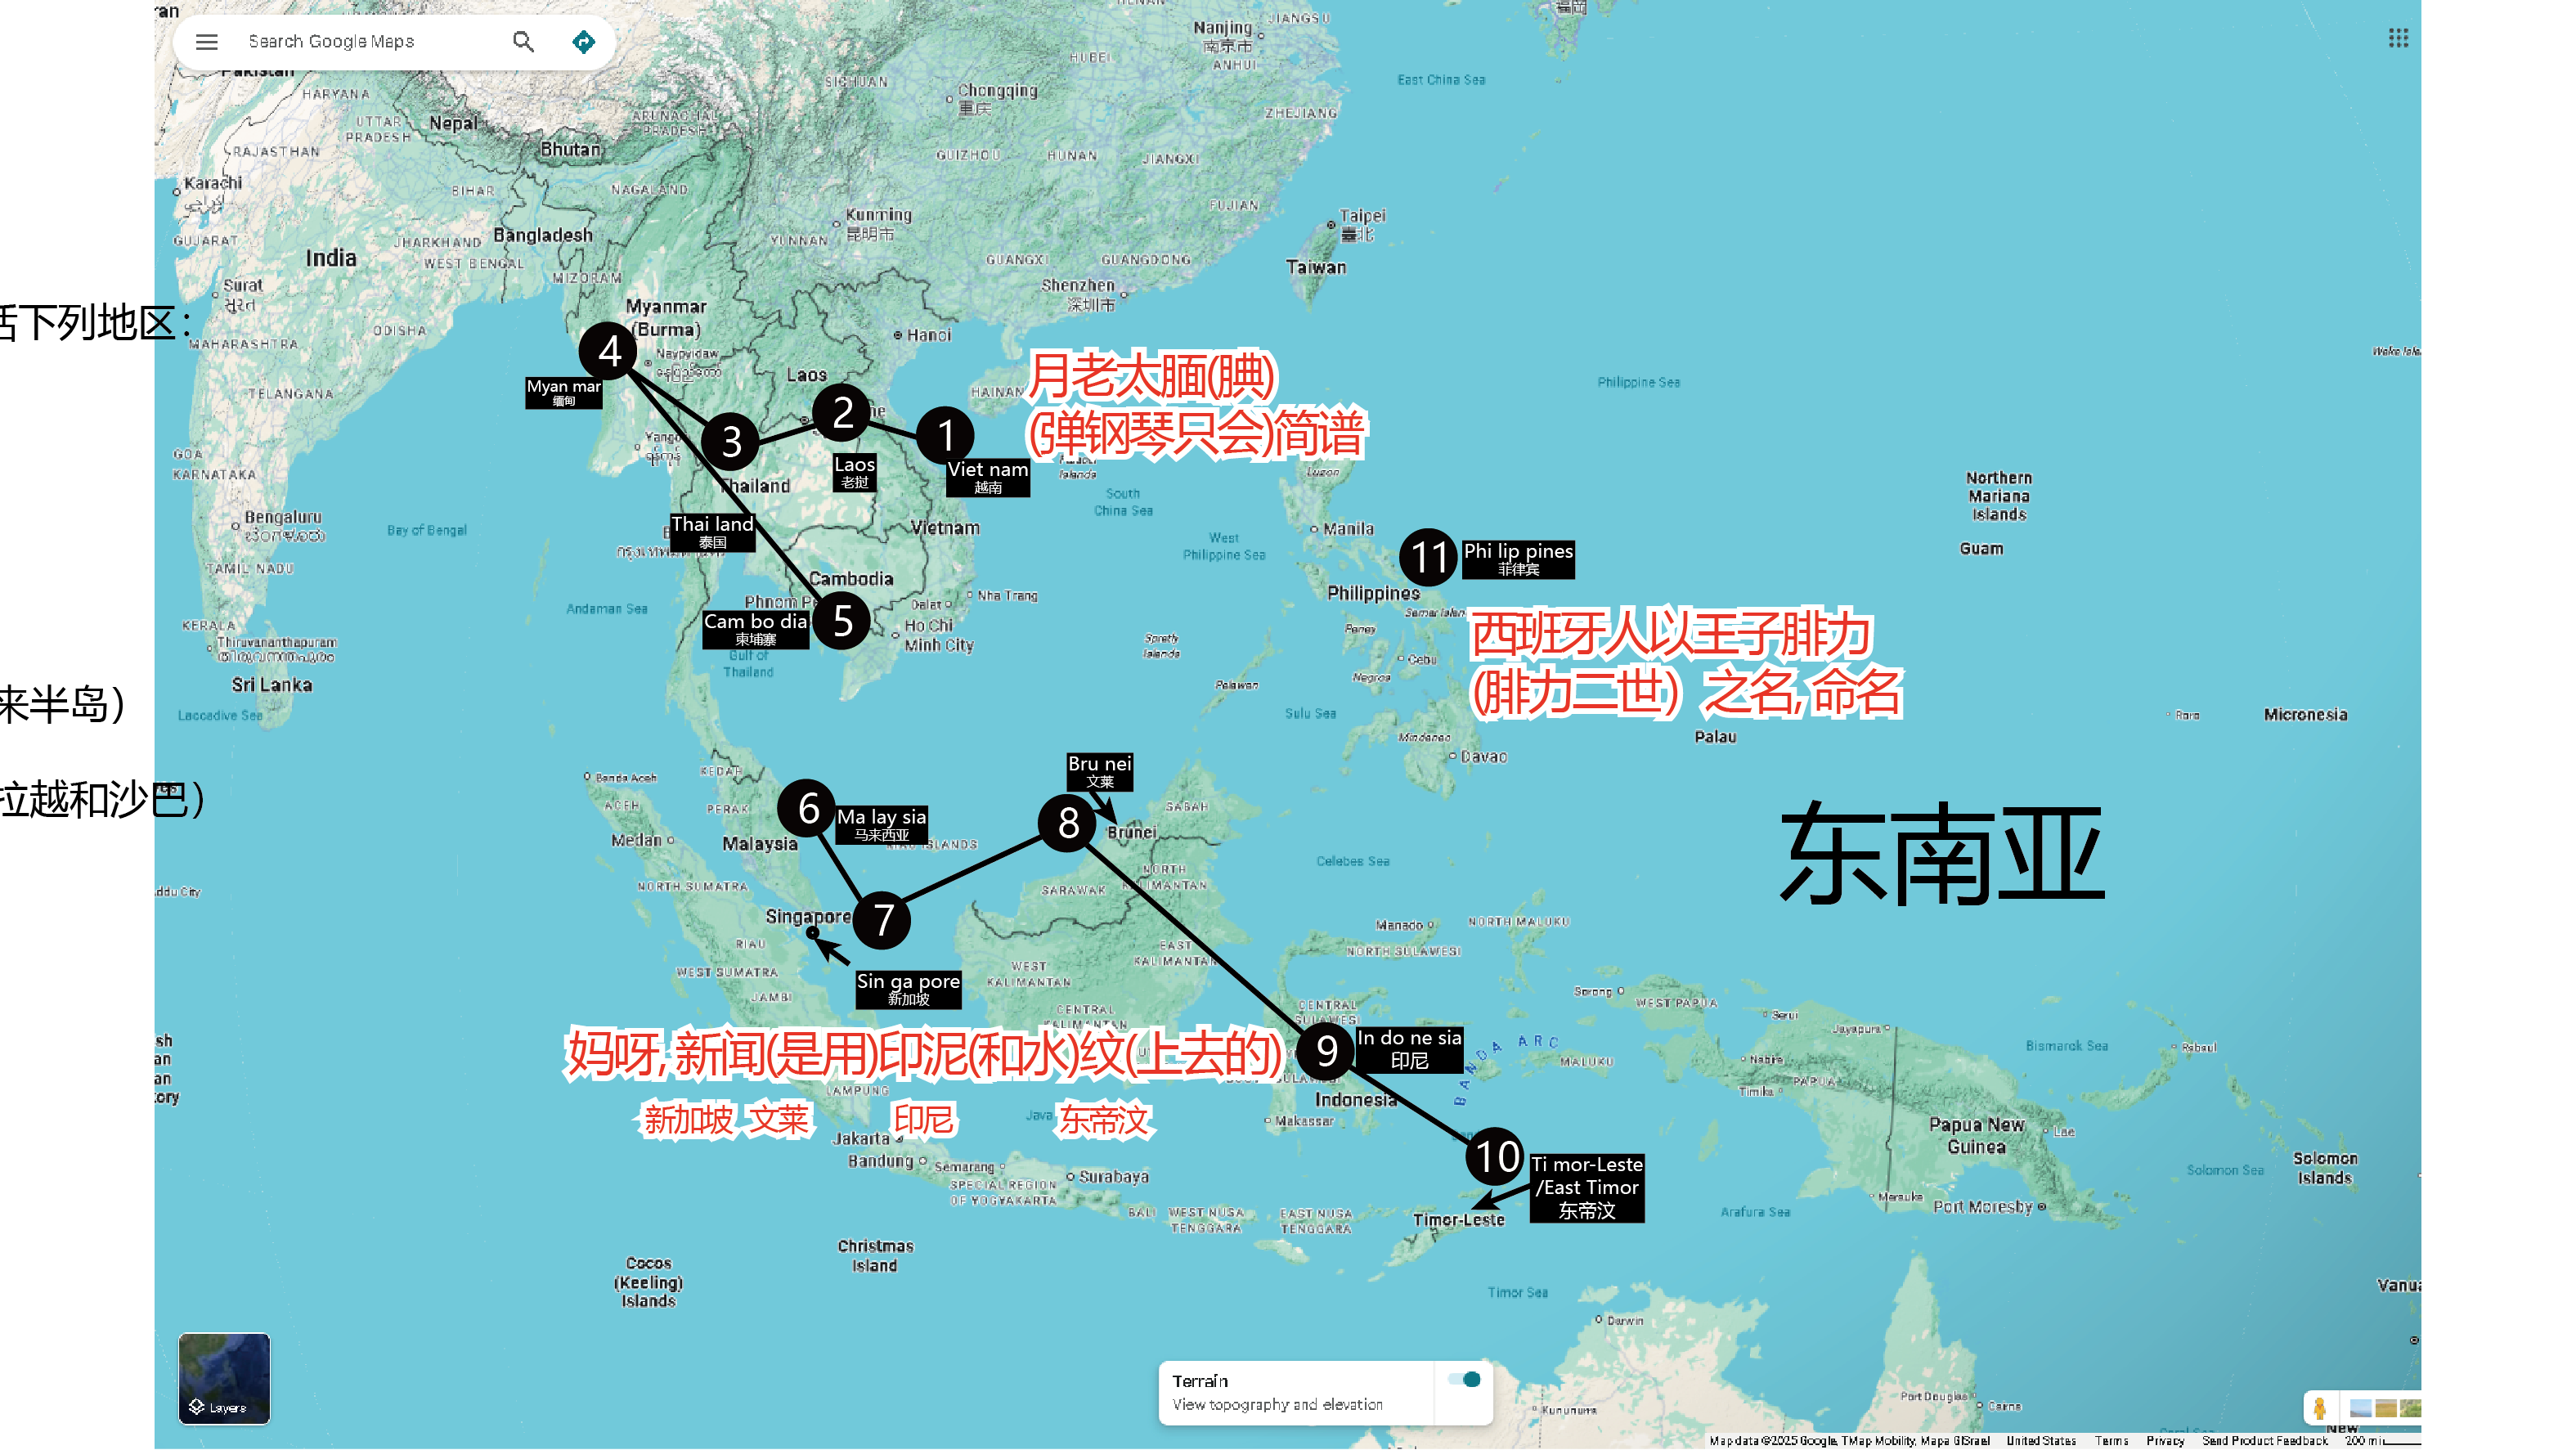 Search Google Maps
Pakistan
HARYANA
UTTAR
PRADESH
Nepal
RAJASTHAN
Bhutan
ARUNACHAL
PRADESH
SICHUAN
Chongqing
重庆
HUBEI
Nanjing
南京市
JIANGSU
ANHUI
ZHEJIANG
East China Sea
Karachi
BIHAR
NAGALAND
GUIZHOU
HUNAN
JIANGXI
FUJIAN
GUJARAT
India
JHARKHAND
Bangladesh
WEST BENGAL
MIZORAM
YUNNAN
Kunming
昆明市
GUANGXI
GUANGDONG
Taipei
臺北
Taiwan
Surat
Shenzhen
深圳市
Myanmar
(Burma)
Hanoi
括下列地区：
ODISHA
MAHARASHTRA
Naypyidaw
4
Myan mar
缅甸
Laos
HAINAN
TELANGANA
3
2
1
月老太腼(腆)
(弹钢琴只会)简谱
Philippine Sea
GOA
KARNATAKA
Laos
老挝
Viet nam
越南
Thailand
Luzon
South
China Sea
Northern
Mariana
Islands
Bengaluru
Bay of Bengal
Thai land
泰国
Vietnam
Manila
West
Philippine Sea
Guam
TAMIL NADU
11
Phi lip pines
菲律宾
Cambodia
Philippines
Andaman Sea
Nha Trang
Dalat
5
Cam bo dia
柬埔寨
Ho Chi
Minh City
KERALA
Thiruvananthapuram
Sri Lanka
Gulf of
Thailand
Spratly
Islands
Panay
Cebu
Negros
Palawan
西班牙人以王子腓力
(腓力二世) 之名, 命名
来半岛）
Laccadive Sea
Sulu Sea
Mindanao
Davao
Palau
Micronesia
拉越和沙巴）
Banda Aceh
KEDAH
ACEH
PERAK
Bru nei
文莱
SABAH
6
Ma lay sia
马来西亚
8
Brunei
东南亚
Medan
Malaysia
Celebes Sea
NORTH
KALIMANTAN
SARAWAK
NORTH SUMATRA
Singapore
7
Manado
NORTH MALUKU
NORTH SULAWESI
RIAU
WEST SUMATRA
Sin ga pore
新加坡
WEST
KALIMANTAN
EAST
KALIMANTAN
JAMBI
CENTRAL
KALIMANTAN
CENTRAL
SULAWESI
Sorong
WEST PAPUA
Serui
Jayapura
妈呀, 新闻(是用)印泥(和水)纹(上去的)
9
In do ne sia
印尼
BANDA ARC
MALUKU
Nabire
Timika
PAPUA
Bismarck Sea
Rabaul
LAMPUNG
Indonesia
新加坡 文莱 印尼 东帝汶
Java
Makassar
Jakarta
Bandung
Semarang
Surabaya
SPECIAL REGION
OF YOGYAKARTA
BALI
WEST NUSA
TENGGARA
EAST NUSA
TENGGARA
10
Ti mor-Leste
/East Timor
东帝汶
Timor-Leste
Papua New
Guinea
Lae
Merauke
Port Moresby
Arafura Sea
Solomon Sea
Solomon
Islands
Christmas
Island
Cocos
(Keeling)
Islands
Timor Sea
Darwin
Layers
Terrain
View topography and elevation
Kununurra
Port Douglas
Cairns
Map data ©2025 Google, TMap Mobility, Mapa GISrael United States Terms Privacy Send Product Feedback 200 mi